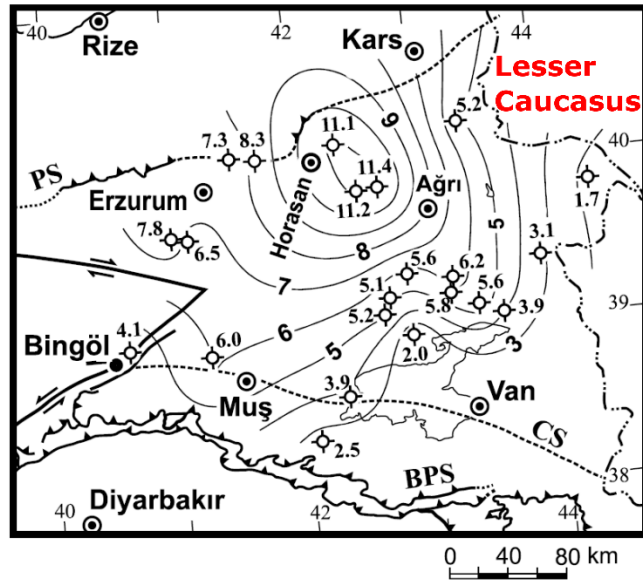 40
42
44
Rize
Kars
Lesser
Caucasus
5.2
11.1
9
7.3
8.3
40
PS
11.4
1.7
Erzurum
Horasan
11.2
Ağrı
7.8
6.5
8
5
3.1
7
5.6
6.2
5.1
5.6
39
6
5.8
3.9
5.2
4.1
6.0
2.0
3
Bingöl
5
Muş
3.9
Van
CS
2.5
BPS
38
Diyarbakır
40
42
44
0 40 80 km